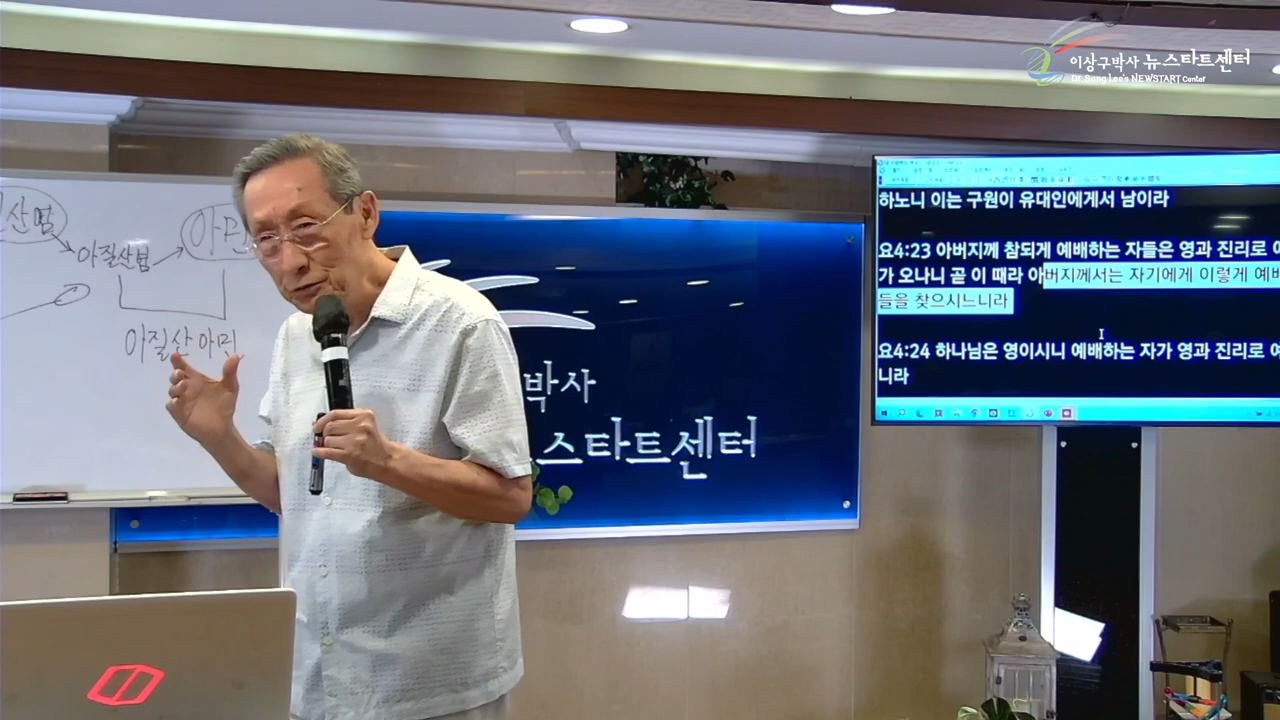 이상구박사 뉴스타트센터
Dr. Sang Lee's NEWSTART Center
산염
아질산염
아민
아질산 아미
박사
스타트센터
하노니 이는 구원이 유대인에게서 남이라
요4:23 아버지께 참되게 예배하는 자들은 영과 진리로
가 오나니 곧 이 때라 아버지께서는 자기에게 이렇게 예배
들을 찾으시느니라
요4:24 하나님은 영이시니 예배하는 자가 영과 진리로
니라